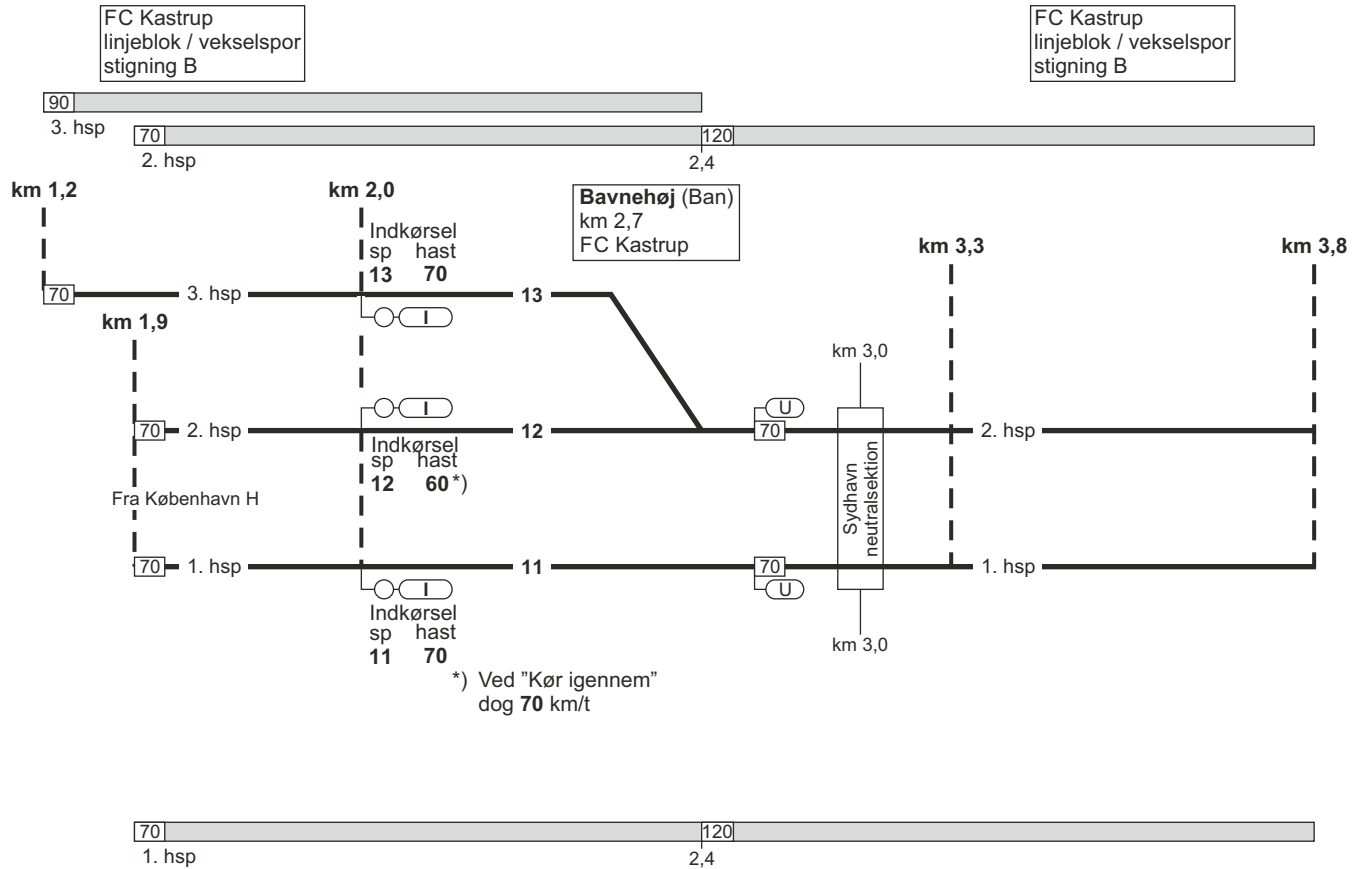 FC Kastrup
linjeblok / vekselspor
stigning B
FC Kastrup
linjeblok / vekselspor
stigning B
90
3. hsp
70
120
2. hsp
2,4
km 1,2
km 2,0
Bavnehøj (Ban)
km 2,7
FC Kastrup
km 3,3
km 3,8
Indkørsel
sp hast
13 70
70
3. hsp
13
I
km 1,9
km 3,0
I
U
70
2. hsp
12
70
2. hsp
Indkørsel
sp hast
12 60 *)
Fra København H
Sydhavn
neutralsektion
70
1. hsp
11
70
1. hsp
I
U
Indkørsel
sp hast
11 70
km 3,0
*) Ved ”Kør igennem”
dog 70 km/t
70
120
1. hsp
2,4